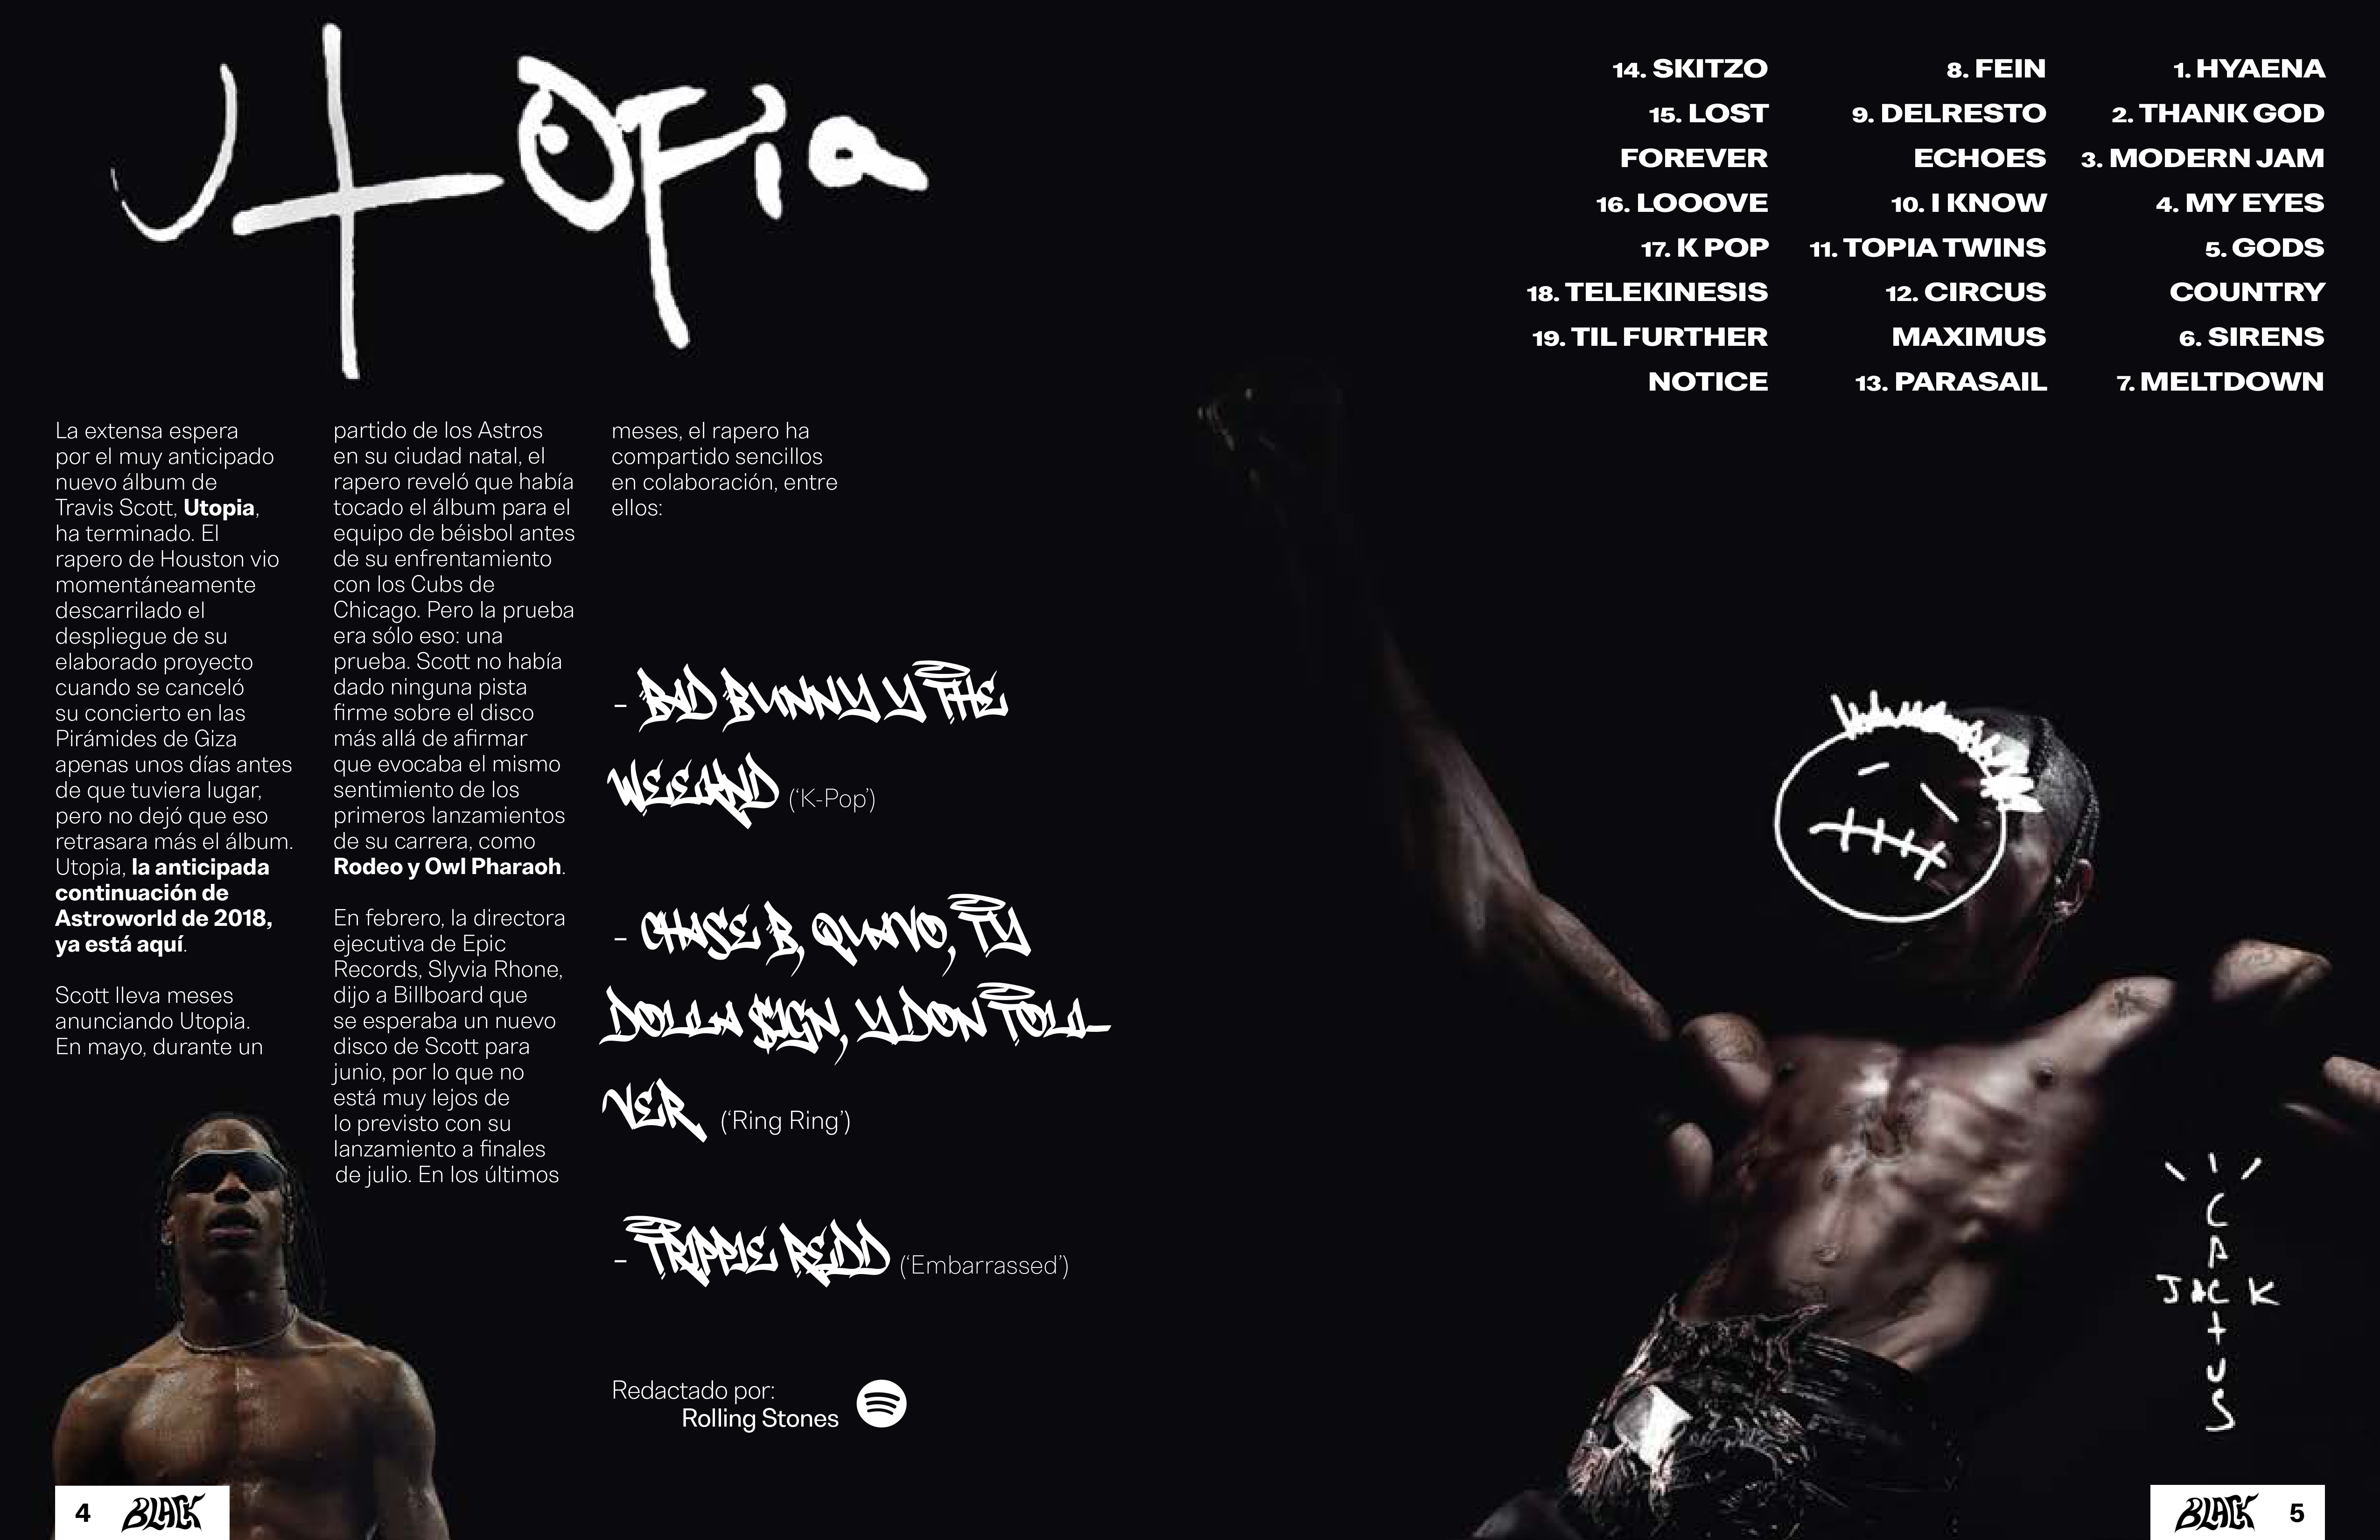 UTOPia
La extensa espera
por el muy anticipado
nuevo álbum de
Travis Scott, Utopia,
ha terminado. El
rapero de Houston vio
momentáneamente
descarrilado el
despliegue de su
elaborado proyecto
cuando se canceló
su concierto en las
Pirámides de Giza
apenas unos días antes
de que tuviera lugar,
pero no dejó que eso
retrasara más el álbum.
Utopia, la anticipada
continuación de
Astroworld de 2018,
ya está aquí.
Scott lleva meses
anunciando Utopia.
En mayo, durante un
partido de los Astros
en su ciudad natal, el
rapero reveló que había
tocado el álbum para el
equipo de béisbol antes
de su enfrentamiento
con los Cubs de
Chicago. Pero la prueba
era sólo eso: una
prueba. Scott no había
dado ninguna pista
firme sobre el disco
más allá de afirmar
que evocaba el mismo
sentimiento de los
primeros lanzamientos
de su carrera, como
Rodeo y Owl Pharaoh.
En febrero, la directora
ejecutiva de Epic
Records, Slyvia Rhone,
dijo a Billboard que
se esperaba un nuevo
disco de Scott para
junio, por lo que no
está muy lejos de
lo previsto con su
lanzamiento a finales
de julio. En los últimos
meses, el rapero ha
compartido sencillos
en colaboración, entre
ellos:
- BAD BUNNY Y THE
WEEKND ('K-Pop')
- CHASE B, QUAVO, TY
DOLLA $IGN, Y DON TOLL-
VER ('Ring Ring')
- TRIPPIE REDD ('Embarrassed')
Redactado por:
Rolling Stones
4 BLACK
14. SKITZO
15. LOST
FOREVER
16. LOOOVE
17. K POP
18. TELEKINESIS
19. TIL FURTHER
NOTICE
8. FEIN
9. DELRESTO
ECHOES
10. I KNOW
11. TOPIA TWINS
12. CIRCUS
MAXIMUS
13. PARASAIL
1. HYAENA
2. THANK GOD
3. MODERN JAM
4. MY EYES
5. GODS
COUNTRY
6. SIRENS
7. MELTDOWN
CACTUS
JACK
BLACK 5